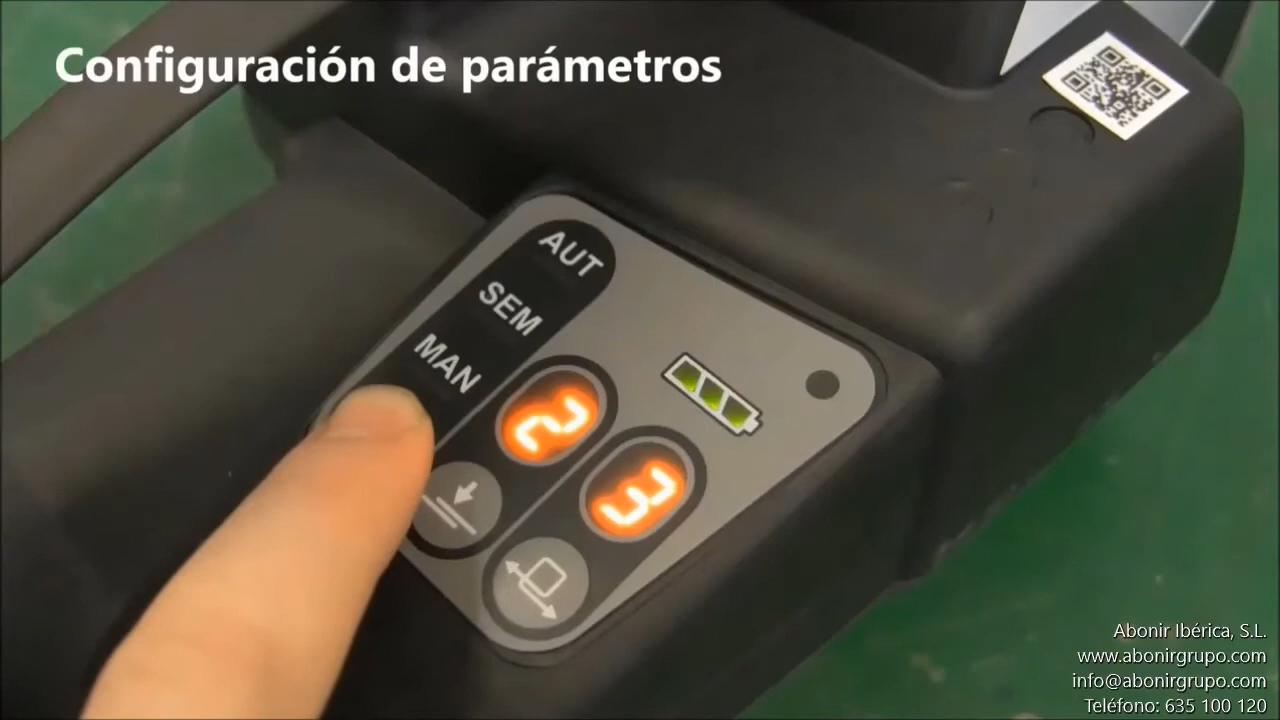 Configuración de parámetros
AUT
SEM
MAN
2
3
Abonir Ibérica, S.L.
www.abonirgrupo.com
info@abonirgrupo.com
Teléfono: 635 100 120